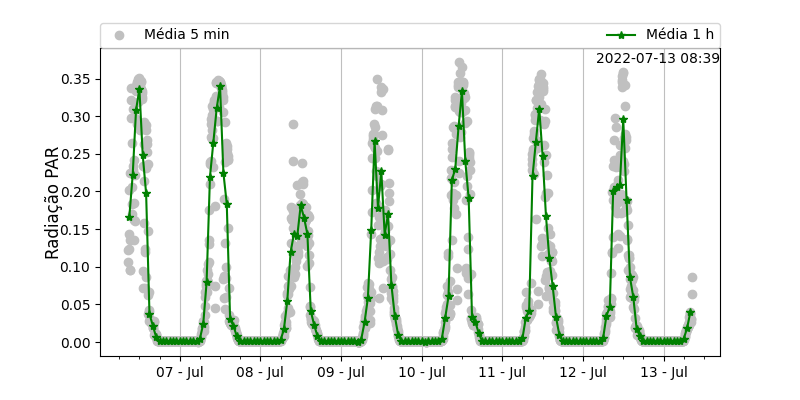 Média 5 min
Média 1 h
2022-07-13 08:39
Radiação PAR
0.35
0.30
0.25
0.20
0.15
0.10
0.05
0.00
07 - Jul
08 - Jul
09 - Jul
10 - Jul
11 - Jul
12 - Jul
13 - Jul